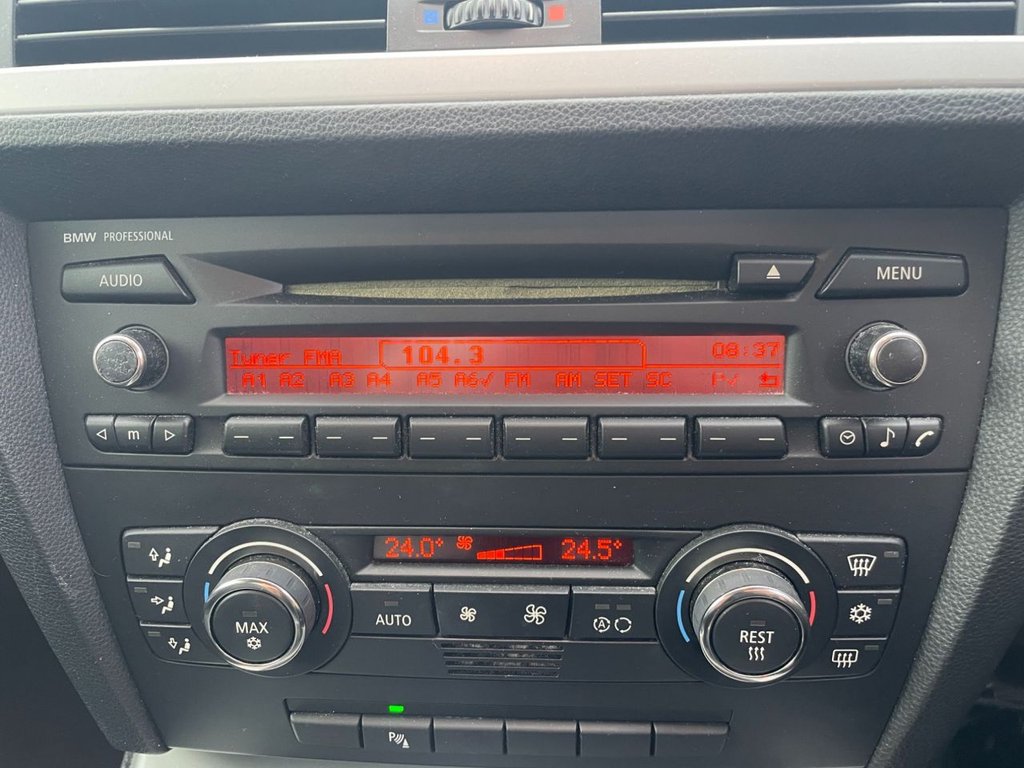 BMW PROFESSIONAL
AUDIO
MENU
Tuner FMA 104.3 08:37
A1 A2 A3 A4 A5 A6✓ FM AM SET SC P✓
m
24.0° 24.5°
MAX
AUTO
A
REST
P